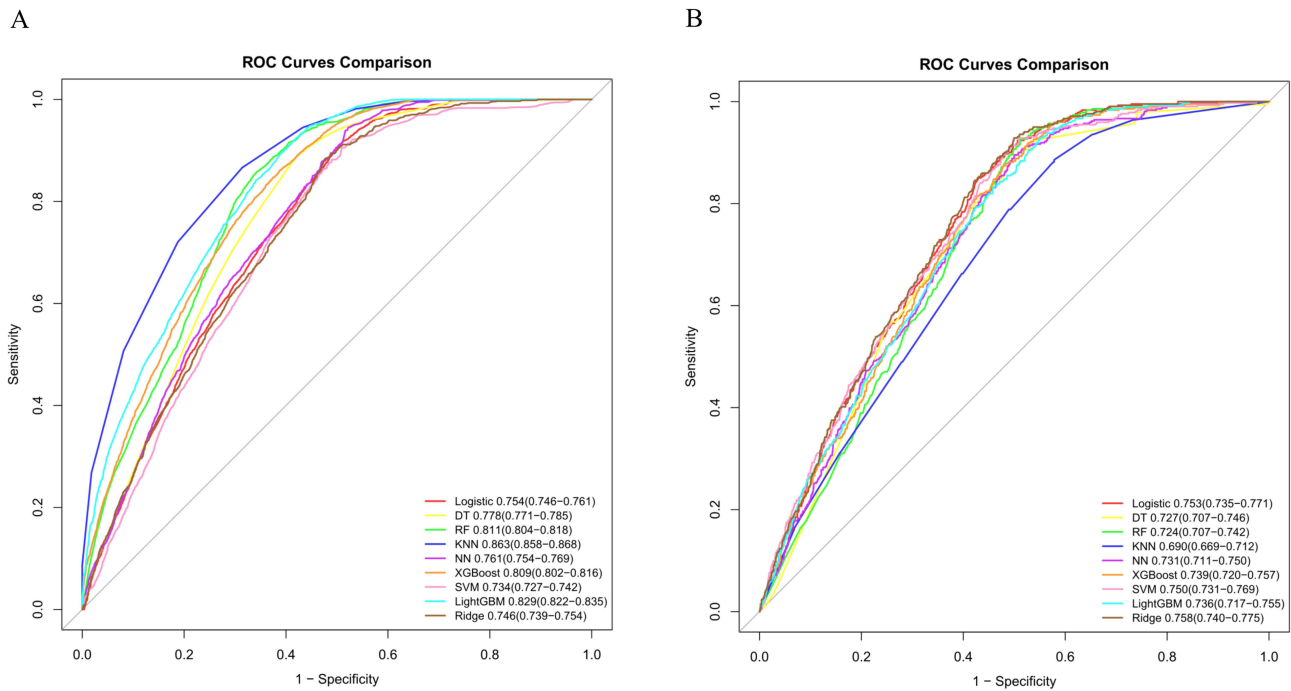 A
ROC Curves Comparison
Sensitivity
1.0
0.8
0.6
0.4
0.2
0.0
Logistic 0.754(0.746−0.761)
DT 0.778(0.771−0.785)
RF 0.811(0.804−0.818)
KNN 0.863(0.858−0.868)
NN 0.761(0.754−0.769)
XGBoost 0.809(0.802−0.816)
SVM 0.734(0.727−0.742)
LightGBM 0.829(0.822−0.835)
Ridge 0.746(0.739−0.754)
0.0 0.2 0.4 0.6 0.8 1.0
1 − Specificity
B
ROC Curves Comparison
Sensitivity
1.0
0.8
0.6
0.4
0.2
0.0
Logistic 0.753(0.735−0.771)
DT 0.727(0.707−0.746)
RF 0.724(0.707−0.742)
KNN 0.690(0.669−0.712)
NN 0.731(0.711−0.750)
XGBoost 0.739(0.720−0.757)
SVM 0.750(0.731−0.769)
LightGBM 0.736(0.717−0.755)
Ridge 0.758(0.740−0.775)
0.0 0.2 0.4 0.6 0.8 1.0
1 − Specificity